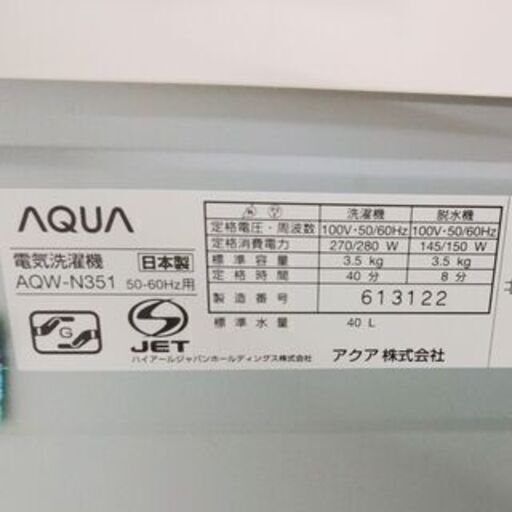 AQUA
電気洗濯機 日本製
AQW-N351 50-60Hz用
G
S
JET
ハイアールジャパンホールディングス株式会社
洗濯機 脱水機
定格電圧・周波数 100V・50/60Hz 100V・50/60Hz
定格消費電力 270/280 W 145/150 W
標準容量 3.5 kg 3.5 kg
定格時間 40 分 8 分
製造番号 613122
標準水量 40 L
アクア株式会社